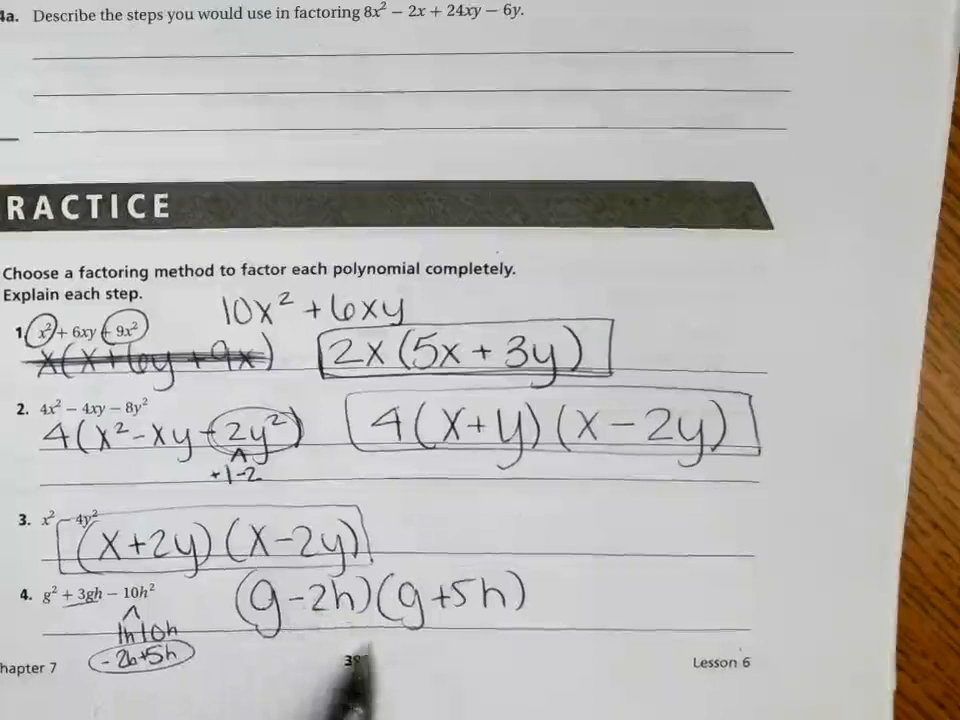 4a. Describe the steps you would use in factoring 8x² − 2x + 24xy − 6y.
RACTICE
Choose a factoring method to factor each polynomial completely.
Explain each step.
10x² + 6xy
1. x² + 6xy + 9x²
x(x+6y+9x)
2x(5x + 3y)
2. 4x² − 4xy − 8y²
4(x²-xy-2y²)
4(x+y)(x-2y)
+1-2
3. x² − 4y²
(x+2y)(x-2y)
4. g² + 3gh − 10h²
(g-2h)(g+5h)
1h10h
-2h+5h
hapter 7
Lesson 6